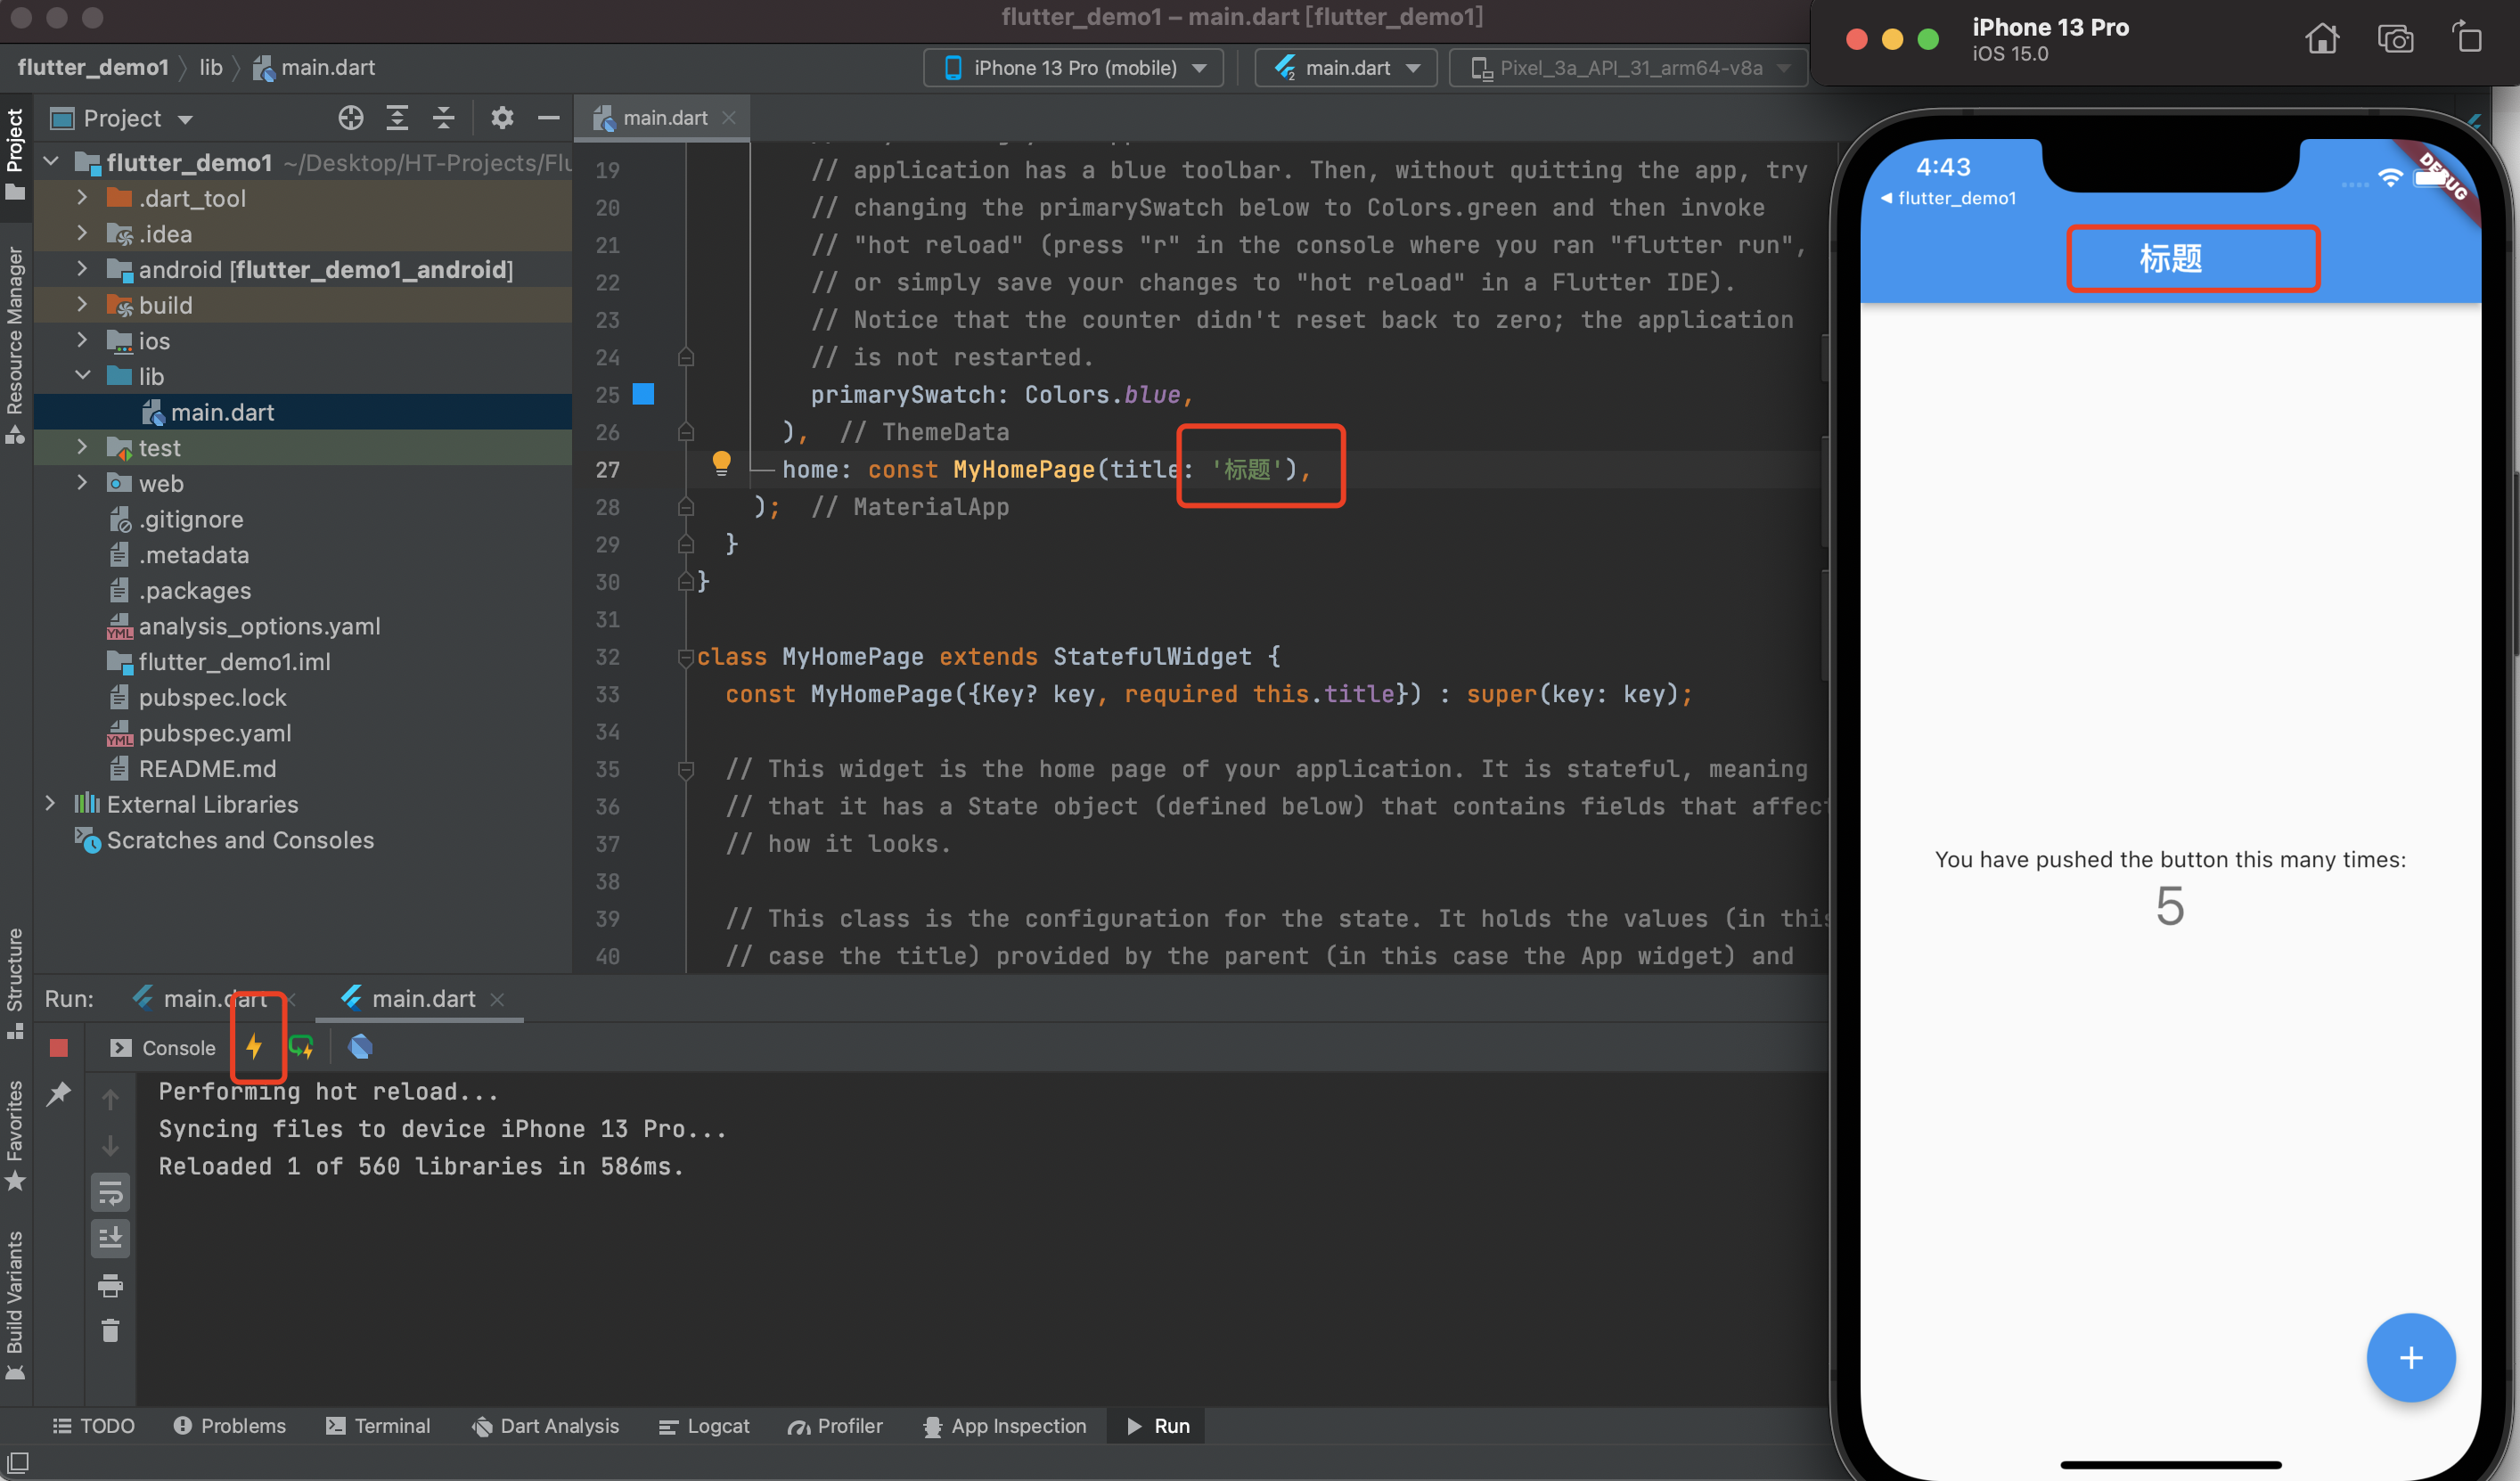 flutter_demo1 – main.dart [flutter_demo1]
flutter_demo1 lib main.dart
iPhone 13 Pro (mobile)
main.dart
Pixel_3a_API_31_arm64-v8a
iPhone 13 Pro
iOS 15.0
Project
Resource Manager
Structure
Favorites
Build Variants
Project
flutter_demo1 ~/Desktop/HT-Projects/Flu
.dart_tool
.idea
android [flutter_demo1_android]
build
ios
lib
main.dart
test
web
.gitignore
.metadata
.packages
analysis_options.yaml
flutter_demo1.iml
pubspec.lock
pubspec.yaml
README.md
External Libraries
Scratches and Consoles
main.dart
19 // application has a blue toolbar. Then, without quitting the app, try
20 // changing the primarySwatch below to Colors.green and then invoke
21 // "hot reload" (press "r" in the console where you ran "flutter run",
22 // or simply save your changes to "hot reload" in a Flutter IDE).
23 // Notice that the counter didn't reset back to zero; the application
24 // is not restarted.
25 primarySwatch: Colors.blue,
26 ), // ThemeData
27 home: const MyHomePage(title: '标题'),
28 ); // MaterialApp
29 }
30 }
31
32 class MyHomePage extends StatefulWidget {
33 const MyHomePage({Key? key, required this.title}) : super(key: key);
34
35 // This widget is the home page of your application. It is stateful, meaning
36 // that it has a State object (defined below) that contains fields that affect
37 // how it looks.
38
39 // This class is the configuration for the state. It holds the values (in this
40 // case the title) provided by the parent (in this case the App widget) and
4:43
flutter_demo1
DEBUG
标题
You have pushed the button this many times:
5
+
Run: main.dart main.dart
Console
Performing hot reload...
Syncing files to device iPhone 13 Pro...
Reloaded 1 of 560 libraries in 586ms.
TODO Problems Terminal Dart Analysis Logcat Profiler App Inspection Run